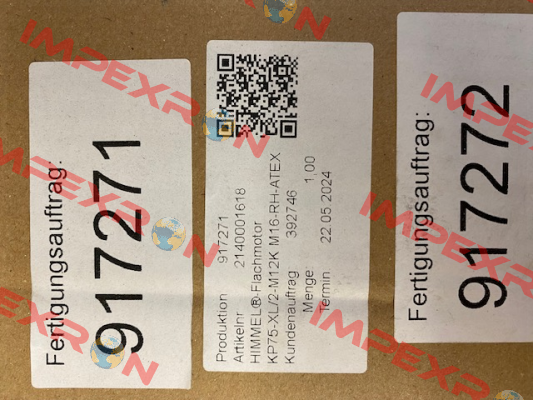 Fertigungsauftrag:
917271
Produktion 917271
Artikelnr 2140001618
HIMMEL®-Flachmotor
KP75-XL/2-M12K M16-RH-ATEX
Kundenauftrag 392746
Menge 1,00
Termin 22.05.2024
Fertigungsauftrag:
917272
IMPEXRON
IMPEXRON
IMPEXRON
IMPEXRON
IMPEXRON